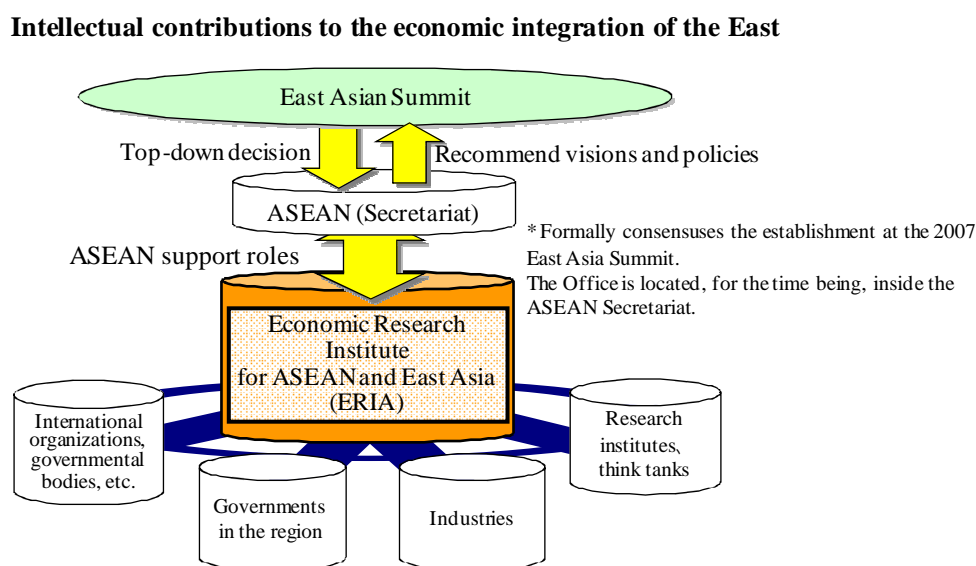 Intellectual contributions to the economic integration of the East
East Asian Summit
Top-down decision
Recommend visions and policies
ASEAN (Secretariat)
ASEAN support roles
* Formally consensuses the establishment at the 2007
East Asia Summit.
The Office is located, for the time being, inside the
ASEAN Secretariat.
Economic Research
Institute
for ASEAN and East Asia
(ERIA)
International
organizations,
governmental
bodies, etc.
Governments
in the region
Industries
Research
institutes、
think tanks